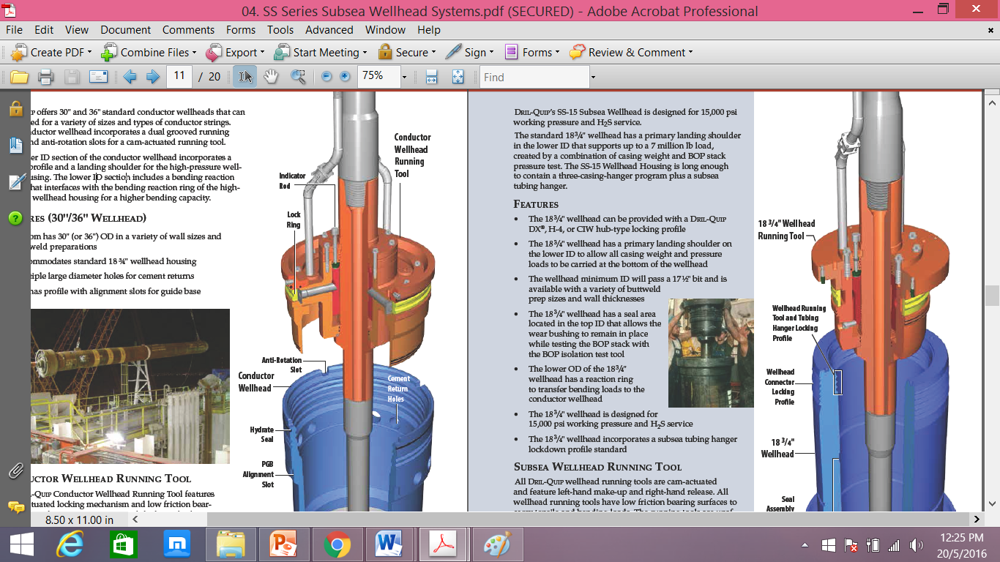 04. SS Series Subsea Wellhead Systems.pdf (SECURED) - Adobe Acrobat Professional
File Edit View Document Comments Forms Tools Advanced Window Help
Create PDF Combine Files Export Start Meeting Secure Sign Forms Review & Comment
11 / 20 75% Find
offers 30" and 36" standard conductor wellheads that can
ed for a variety of sizes and types of conductor strings.
nductor wellhead incorporates a dual grooved running
nd anti-rotation slots for a cam-actuated running tool.
er ID section of the conductor wellhead incorporates a
profile and a landing shoulder for the high-pressure well-
using. The lower ID section includes a bending reaction
hat interfaces with the bending reaction ring of the high-
wellhead housing for a higher bending capacity.
RES (30"/36" WELLHEAD)
om has 30" (or 36") OD in a variety of wall sizes and
weld preparations
ommodates standard 18 ¾" wellhead housing
tiple large diameter holes for cement returns
has profile with alignment slots for guide base
UCTOR WELLHEAD RUNNING TOOL
L-QUIP Conductor Wellhead Running Tool features
tuated locking mechanism and low friction bear-
Conductor
Wellhead
Running
Tool
Indicator
Rod
Lock
Ring
Anti-Rotation
Slot
Conductor
Wellhead
Cement
Return
Holes
Hydrate
Seal
PGB
Alignment
Slot
DRIL-QUIP'S SS-15 Subsea Wellhead is designed for 15,000 psi
working pressure and H2S service.
The standard 18¾" wellhead has a primary landing shoulder
in the lower ID that supports up to a 7 million lb load,
created by a combination of casing weight and BOP stack
pressure test. The SS-15 Wellhead Housing is long enough
to contain a three-casing-hanger program plus a subsea
tubing hanger.
FEATURES
• The 18¾" wellhead can be provided with a DRIL-QUIP
DX®, H-4, or CIW hub-type locking profile
• The 18¾" wellhead has a primary landing shoulder on
the lower ID to allow all casing weight and pressure
loads to be carried at the bottom of the wellhead
• The wellhead minimum ID will pass a 17½" bit and is
available with a variety of buttweld
prep sizes and wall thicknesses
• The 18¾" wellhead has a seal area
located in the top ID that allows the
wear bushing to remain in place
while testing the BOP stack with
the BOP isolation test tool
• The lower OD of the 18¾"
wellhead has a reaction ring
to transfer bending loads to the
conductor wellhead
• The 18¾" wellhead is designed for
15,000 psi working pressure and H2S service
• The 18¾" wellhead incorporates a subsea tubing hanger
lockdown profile standard
SUBSEA WELLHEAD RUNNING TOOL
All DRIL-QUIP wellhead running tools are cam-actuated
and feature left-hand make-up and right-hand release. All
wellhead running tools have low friction bearing surfaces to
18 ¾" Wellhead
Running Tool
Wellhead Running
Tool and Tubing
Hanger Locking
Profile
Wellhead
Connector
Locking
Profile
18 ¾"
Wellhead
Seal
Assembly
8.50 x 11.00 in
12:25 PM
20/5/2016